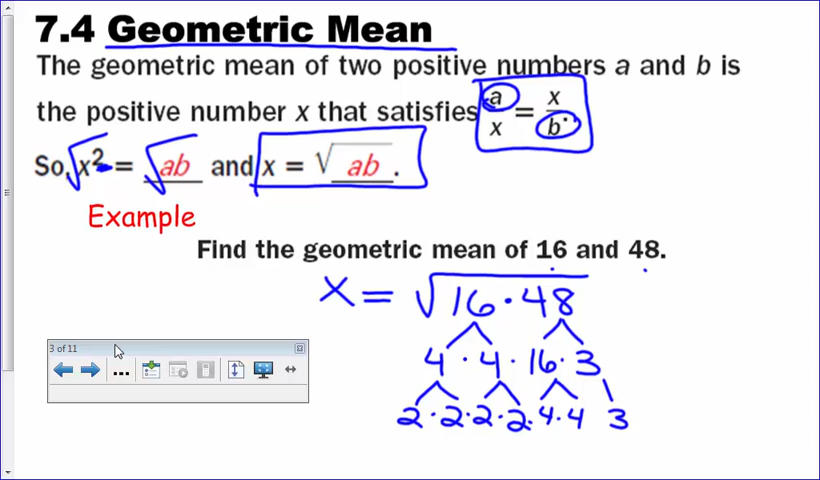 7.4 Geometric Mean
The geometric mean of two positive numbers a and b is
the positive number x that satisfies a/x = x/b.
So, √x² = √ab and x = √ab.
Example
Find the geometric mean of 16 and 48.
x = √16·48
3 of 11
4 · 4 · 16 · 3
2 · 2 · 2 · 2 · 4 · 4 3